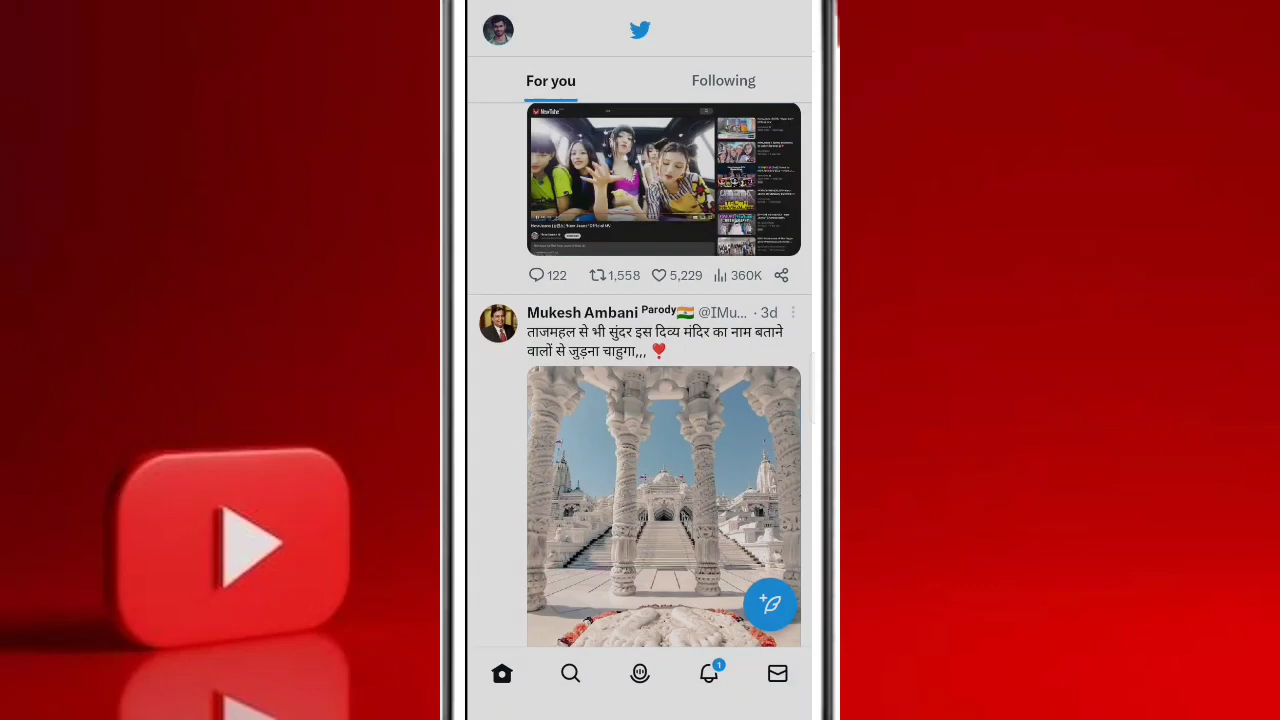 For you
Following
122
1,558
5,229
360K
Mukesh Ambani Parody🇮🇳 @IMu... · 3d
ताजमहल से भी सुंदर इस दिव्य मंदिर का नाम बताने
वालों से जुड़ना चाहुगा,,, ❣️
1